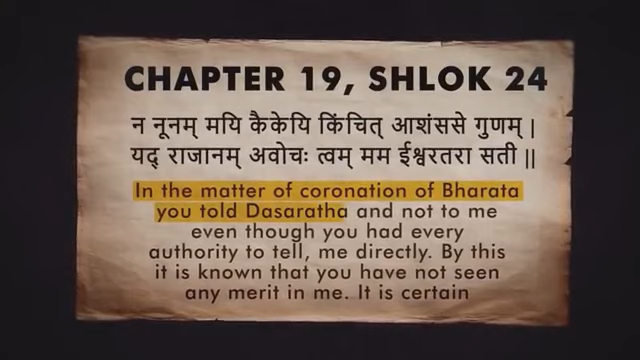 CHAPTER 19, SHLOK 24
न नूनम् मयि कैकेयि किंचित् आशंससे गुणम् |
यद् राजानम् अवोचः त्वम् मम ईश्वरतरा सती ||
In the matter of coronation of Bharata
you told Dasaratha and not to me
even though you had every
authority to tell, me directly. By this
it is known that you have not seen
any merit in me. It is certain